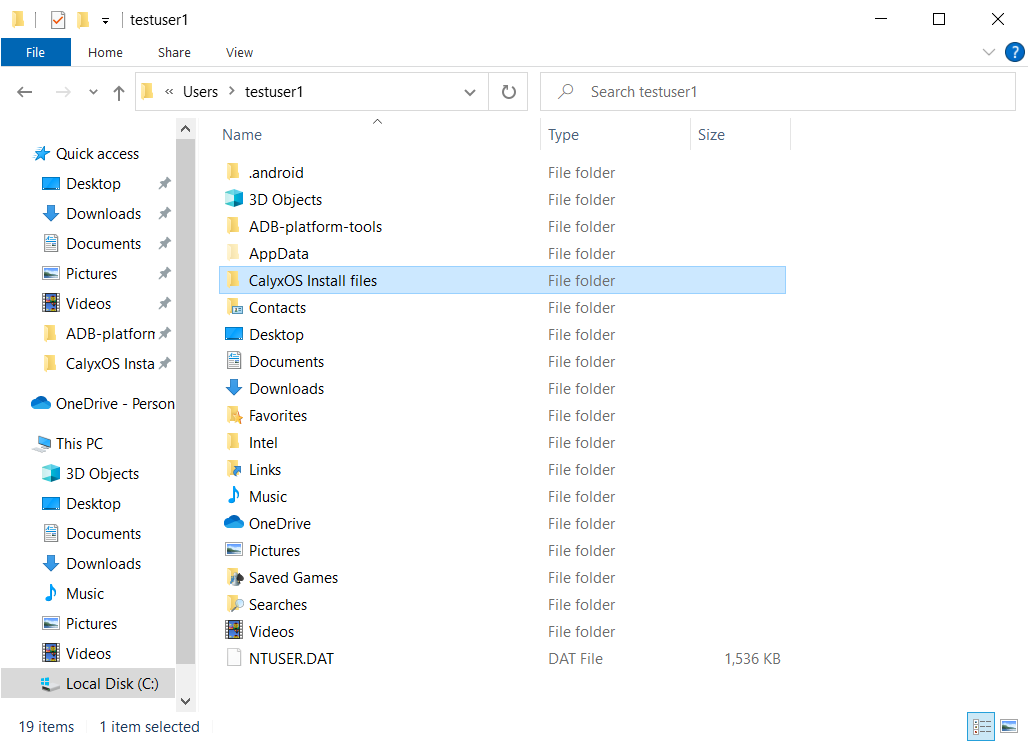 testuser1
File Home Share View
« Users > testuser1
Search testuser1
Quick access
Desktop
Downloads
Documents
Pictures
Videos
ADB-platforn
CalyxOS Insta
OneDrive - Person
This PC
3D Objects
Desktop
Documents
Downloads
Music
Pictures
Videos
Local Disk (C:)
Name Type Size
.android File folder
3D Objects File folder
ADB-platform-tools File folder
AppData File folder
CalyxOS Install files File folder
Contacts File folder
Desktop File folder
Documents File folder
Downloads File folder
Favorites File folder
Intel File folder
Links File folder
Music File folder
OneDrive File folder
Pictures File folder
Saved Games File folder
Searches File folder
Videos File folder
NTUSER.DAT DAT File 1,536 KB
19 items 1 item selected